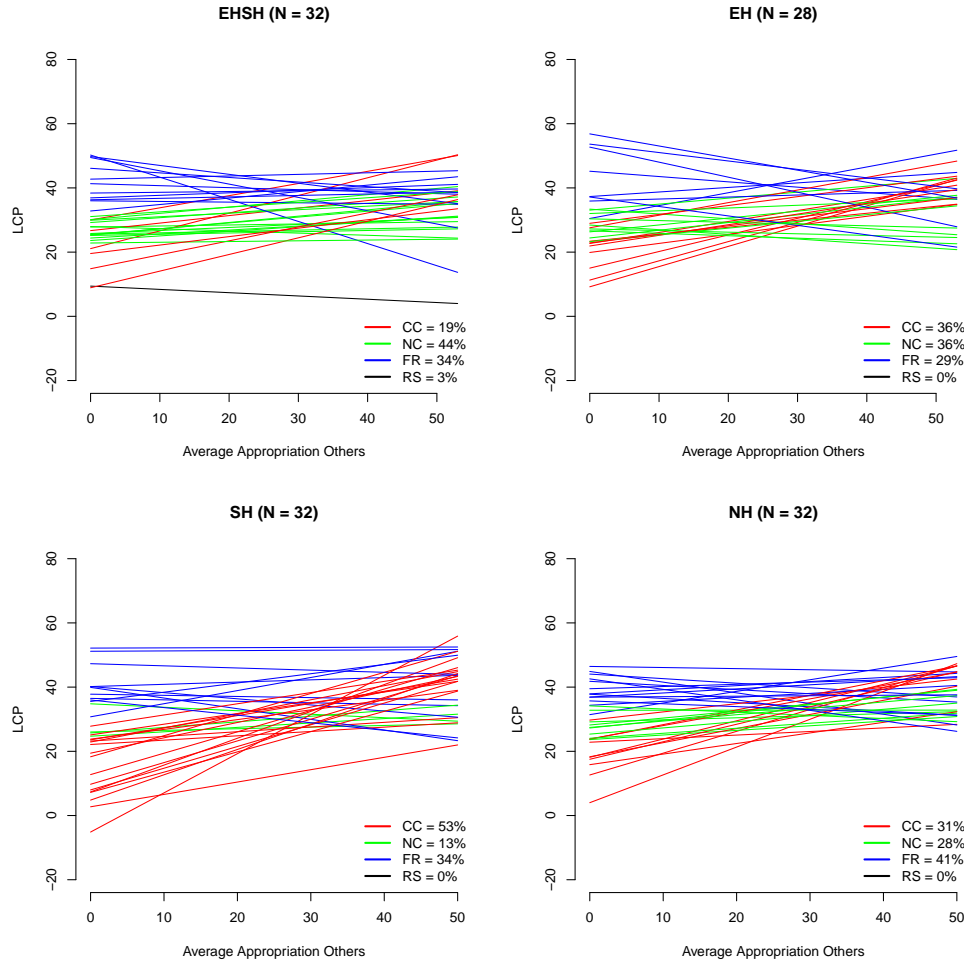 EHSH (N = 32)
LCP
80
60
40
20
0
−20
CC = 19%
NC = 44%
FR = 34%
RS = 3%
0 10 20 30 40 50
Average Appropriation Others
EH (N = 28)
LCP
80
60
40
20
0
−20
CC = 36%
NC = 36%
FR = 29%
RS = 0%
0 10 20 30 40 50
Average Appropriation Others
SH (N = 32)
LCP
80
60
40
20
0
−20
CC = 53%
NC = 13%
FR = 34%
RS = 0%
0 10 20 30 40 50
Average Appropriation Others
NH (N = 32)
LCP
80
60
40
20
0
−20
CC = 31%
NC = 28%
FR = 41%
RS = 0%
0 10 20 30 40 50
Average Appropriation Others